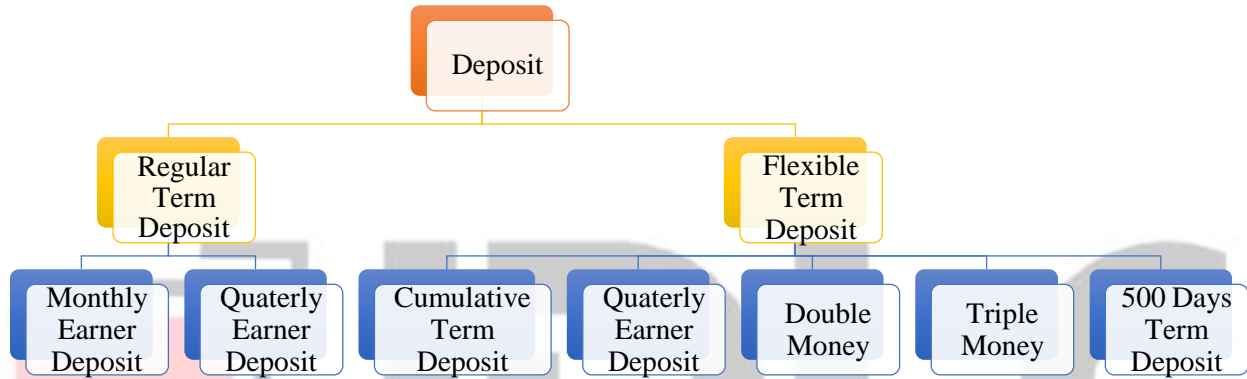 Deposit
Regular
Term
Deposit
Flexible
Term
Deposit
Monthly
Earner
Deposit
Quaterly
Earner
Deposit
Cumulative
Term
Deposit
Quaterly
Earner
Deposit
Double
Money
Triple
Money
500 Days
Term
Deposit